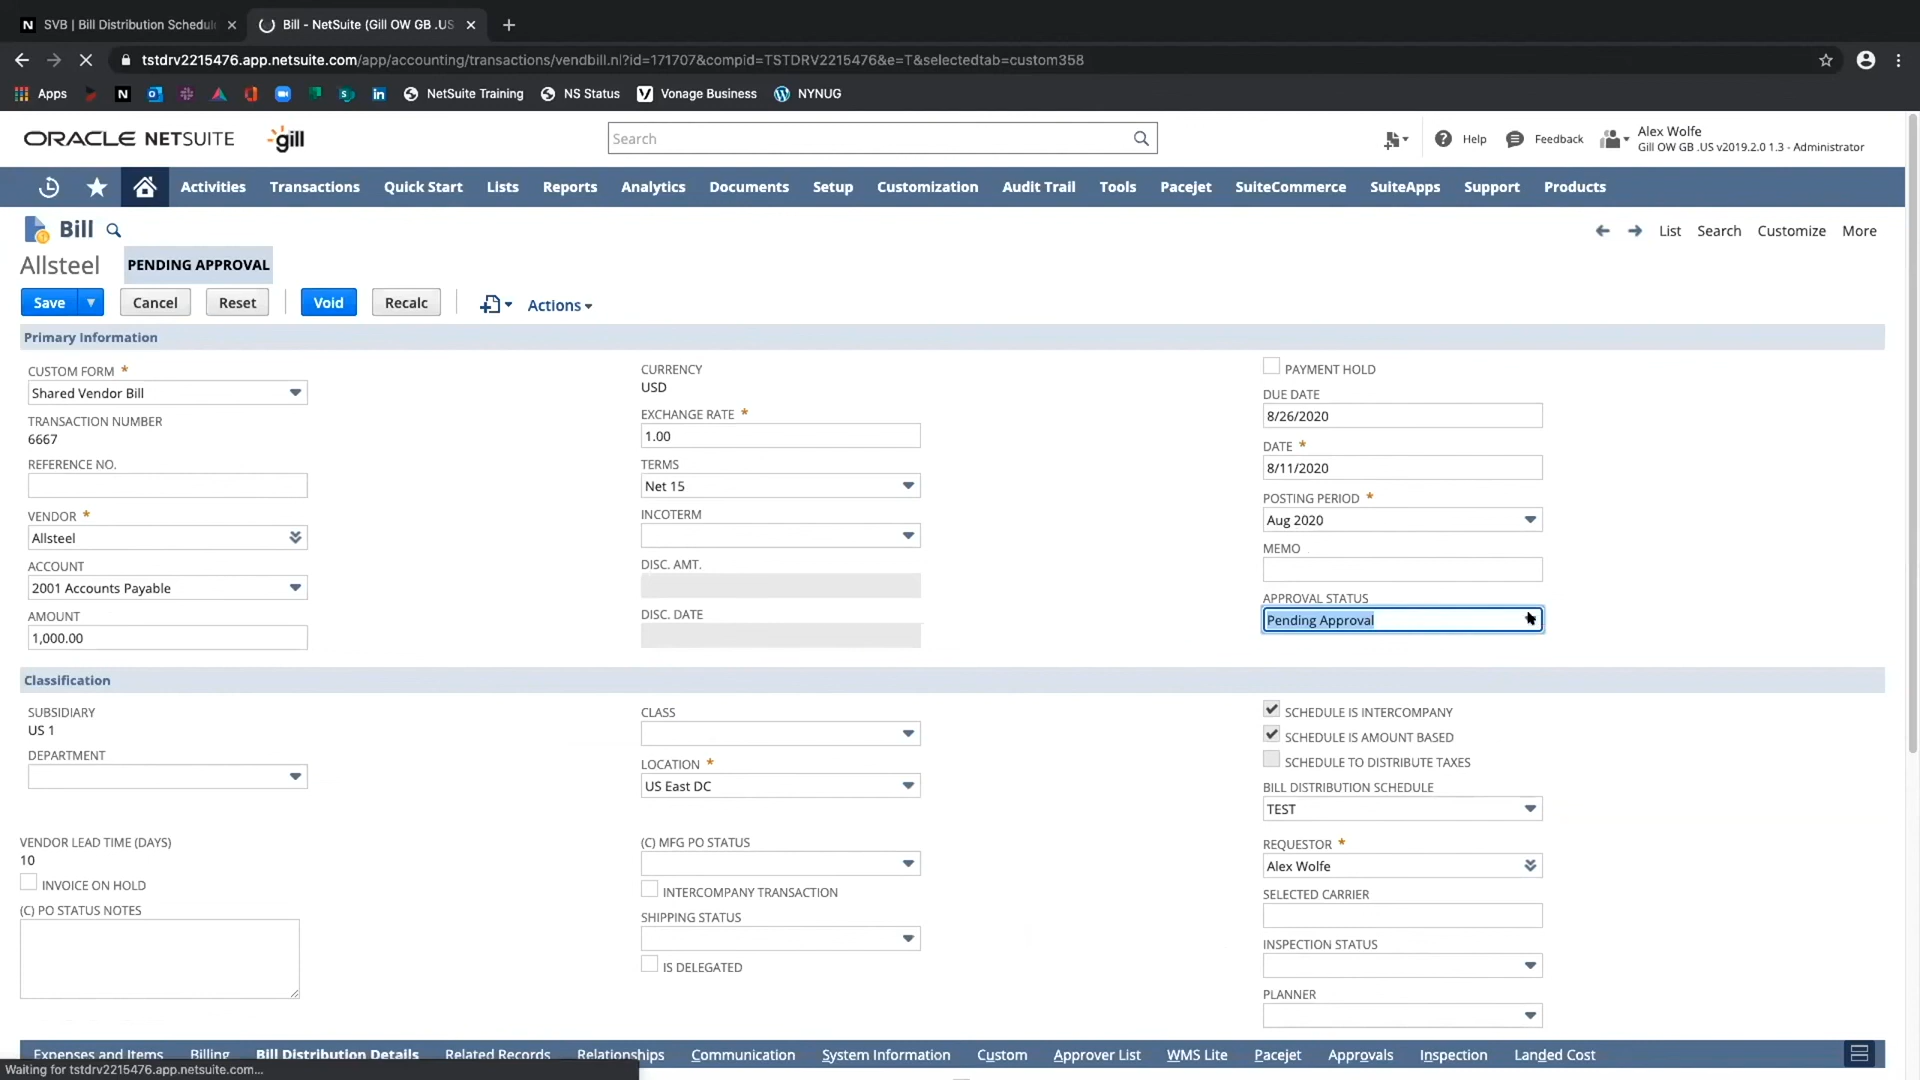 SVB | Bill Distribution Schedul
Bill - NetSuite (Gill OW GB .US
tstdrv2215476.app.netsuite.com/app/accounting/transactions/vendbill.nl?id=171707&compid=TSTDRV2215476&e=T&selectedtab=custom358
Apps NetSuite Training NS Status Vonage Business NYNUG
ORACLE NETSUITE gill Search Help Feedback Alex Wolfe
Gill OW GB .US v2019.2.0 1.3 - Administrator
Activities Transactions Quick Start Lists Reports Analytics Documents Setup Customization Audit Trail Tools Pacejet SuiteCommerce SuiteApps Support Products
Bill List Search Customize More
Allsteel PENDING APPROVAL
Save Cancel Reset Void Recalc Actions
Primary Information
CUSTOM FORM *
Shared Vendor Bill
TRANSACTION NUMBER
6667
REFERENCE NO.
VENDOR *
Allsteel
ACCOUNT
2001 Accounts Payable
AMOUNT
1,000.00
CURRENCY
USD
EXCHANGE RATE *
1.00
TERMS
Net 15
INCOTERM
DISC. AMT.
DISC. DATE
PAYMENT HOLD
DUE DATE
8/26/2020
DATE *
8/11/2020
POSTING PERIOD *
Aug 2020
MEMO
APPROVAL STATUS
Pending Approval
Classification
SUBSIDIARY
US 1
DEPARTMENT
CLASS
LOCATION *
US East DC
SCHEDULE IS INTERCOMPANY
SCHEDULE IS AMOUNT BASED
SCHEDULE TO DISTRIBUTE TAXES
BILL DISTRIBUTION SCHEDULE
TEST
VENDOR LEAD TIME (DAYS)
10
INVOICE ON HOLD
(C) PO STATUS NOTES
(C) MFG PO STATUS
INTERCOMPANY TRANSACTION
SHIPPING STATUS
IS DELEGATED
REQUESTOR *
Alex Wolfe
SELECTED CARRIER
INSPECTION STATUS
PLANNER
Expenses and Items Billing Bill Distribution Details Related Records Relationships Communication System Information Custom Approver List WMS Lite Pacejet Approvals Inspection Landed Cost
Waiting for tstdrv2215476.app.netsuite.com...